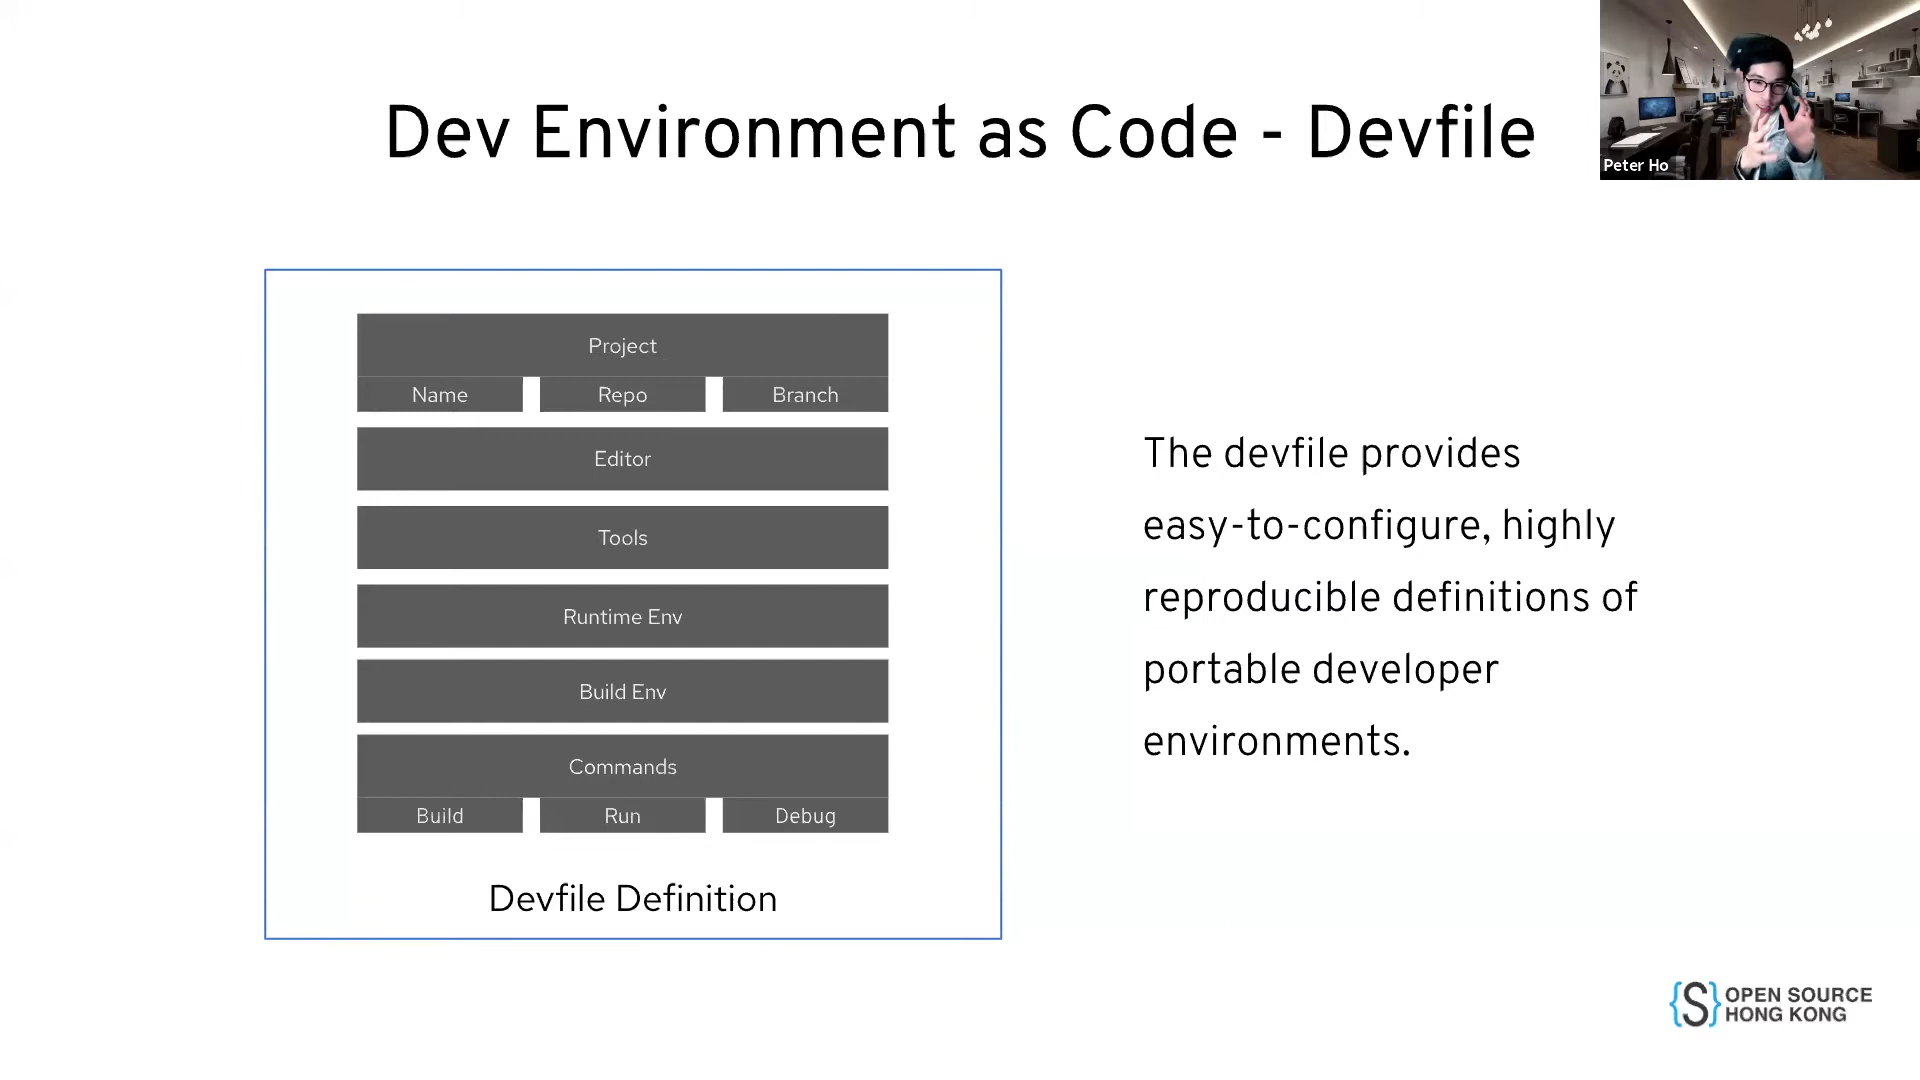 Dev Environment as Code - Devfile
Peter Ho
Project
Name
Repo
Branch
Editor
Tools
Runtime Env
Build Env
Commands
Build
Run
Debug
Devfile Definition
The devfile provides
easy-to-configure, highly
reproducible definitions of
portable developer
environments.
{S} OPEN SOURCE
HONG KONG